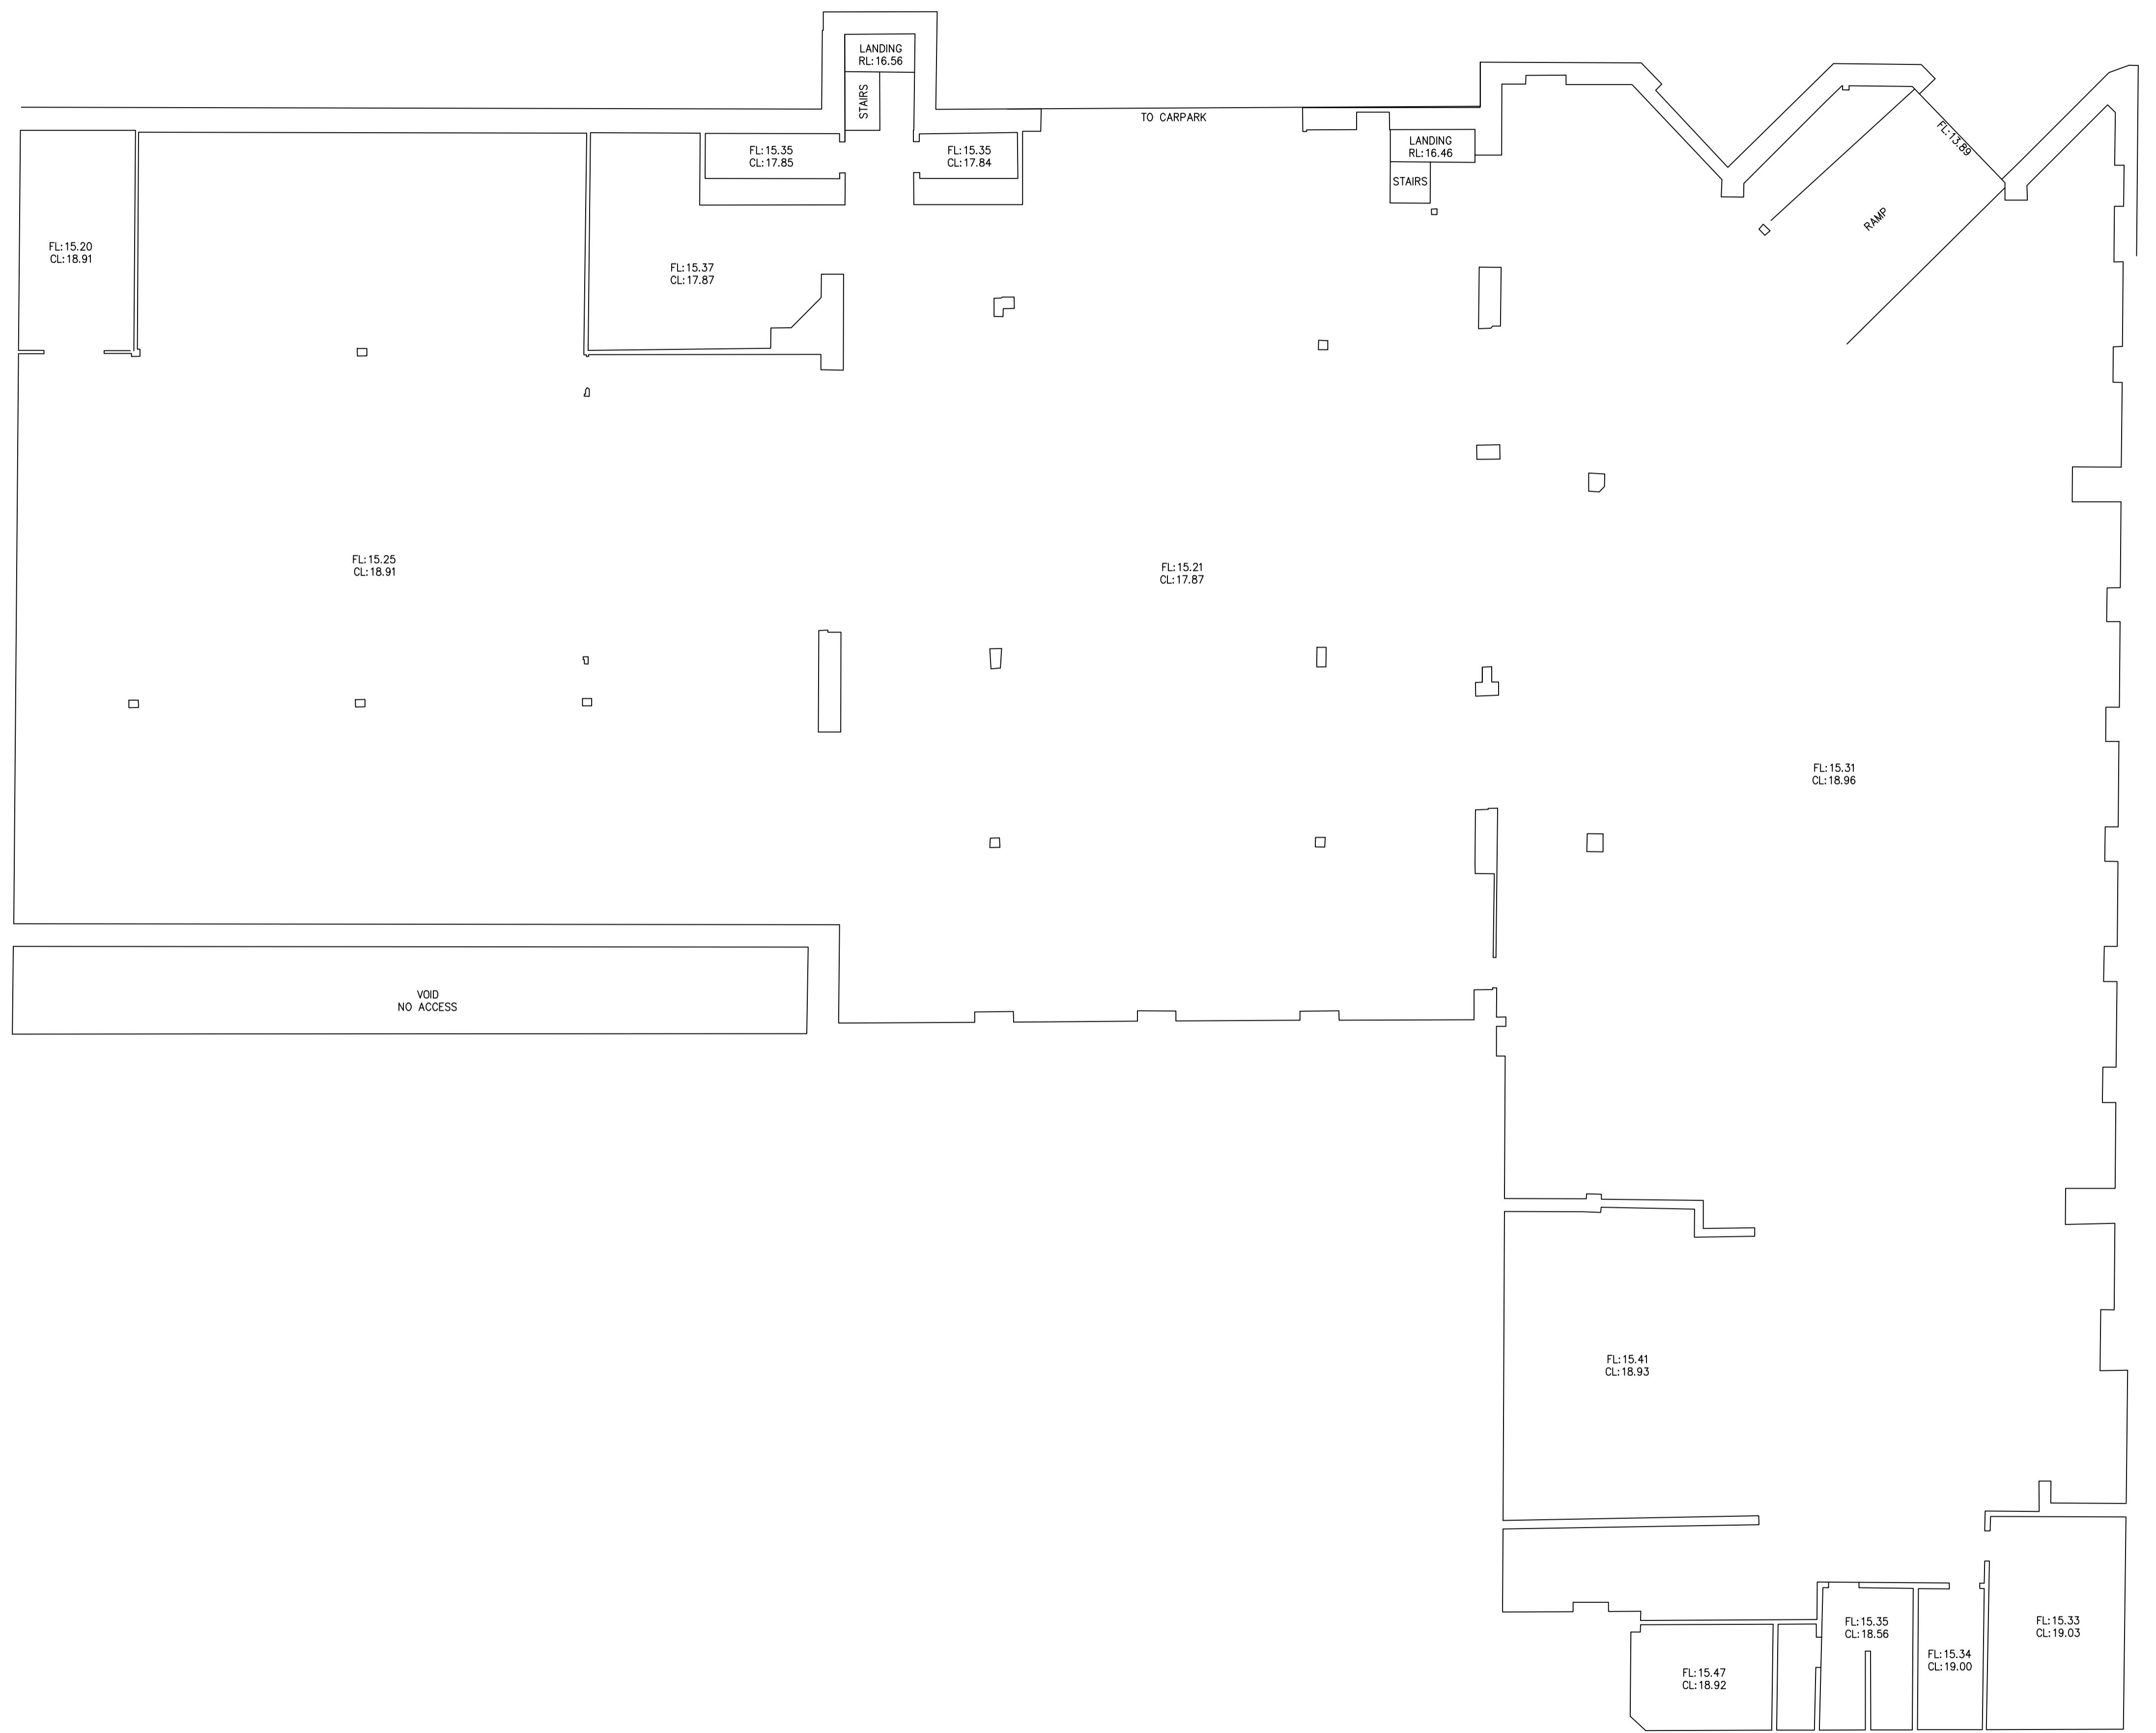 LANDING
RL:16.56
STAIRS
TO CARPARK
LANDING
RL:16.46
STAIRS
FL:13.89
RAMP
FL:15.35
CL:17.85
FL:15.35
CL:17.84
FL:15.20
CL:18.91
FL:15.37
CL:17.87
FL:15.25
CL:18.91
FL:15.21
CL:17.87
FL:15.31
CL:18.96
VOID
NO ACCESS
FL:15.41
CL:18.93
FL:15.35
CL:18.56
FL:15.33
CL:19.03
FL:15.34
CL:19.00
FL:15.47
CL:18.92